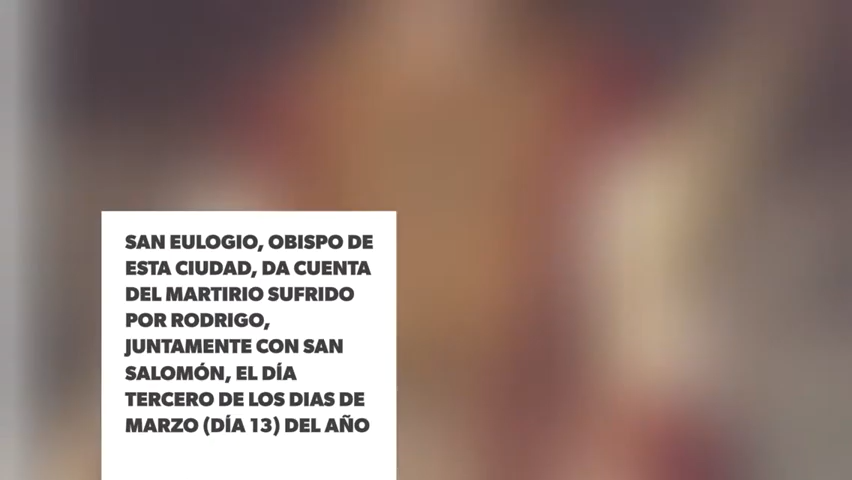 SAN EULOGIO, OBISPO DE
ESTA CIUDAD, DA CUENTA
DEL MARTIRIO SUFRIDO
POR RODRIGO,
JUNTAMENTE CON SAN
SALOMÓN, EL DÍA
TERCERO DE LOS DIAS DE
MARZO (DÍA 13) DEL AÑO